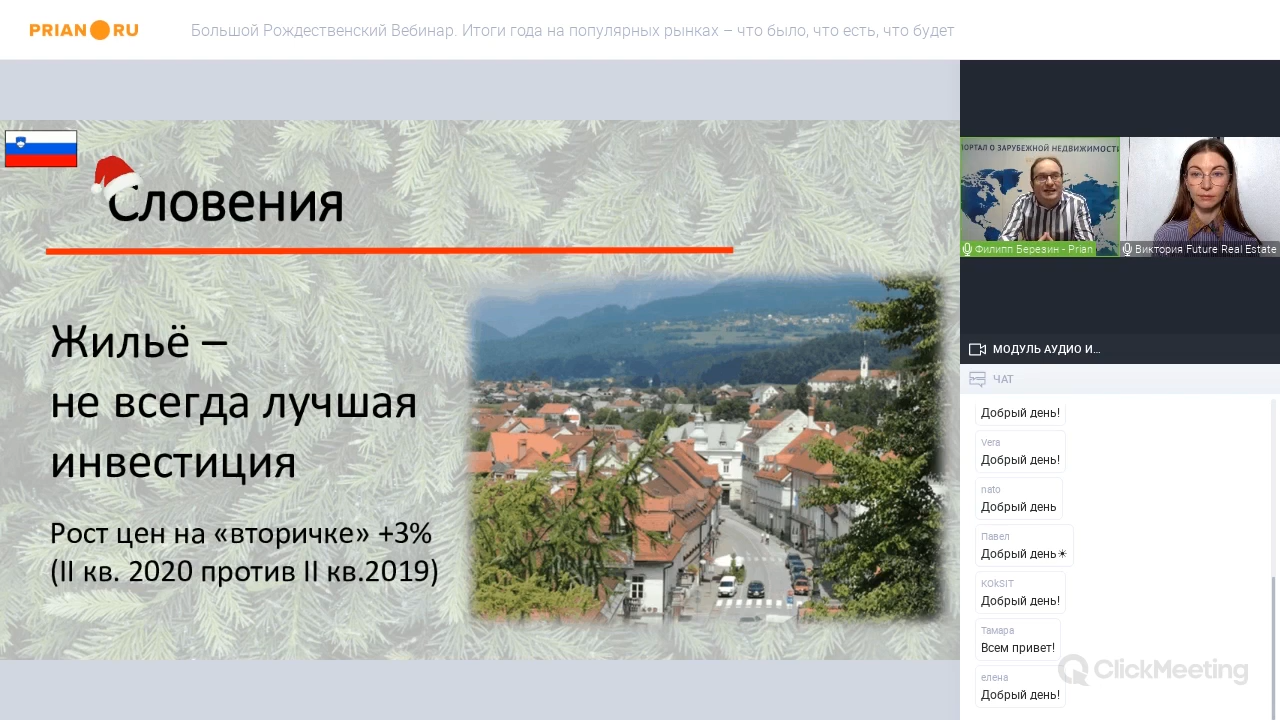 PRIAN RU
Большой Рождественский Вебинар. Итоги года на популярных рынках – что было, что есть, что будет
Словения
Жильё –
не всегда лучшая
инвестиция
Рост цен на «вторичке» +3%
(II кв. 2020 против II кв.2019)
ПОРТАЛ О ЗАРУБЕЖНОЙ НЕДВИЖИМОСТИ
Филипп Березин - Prian
Виктория Future Real Estate
МОДУЛЬ АУДИО И...
ЧАТ
Добрый день!
Vera
Добрый день!
nato
Добрый день
Павел
Добрый день☀
KOkSIT
Добрый день!
Тамара
Всем привет!
елена
Добрый день!
ClickMeeting